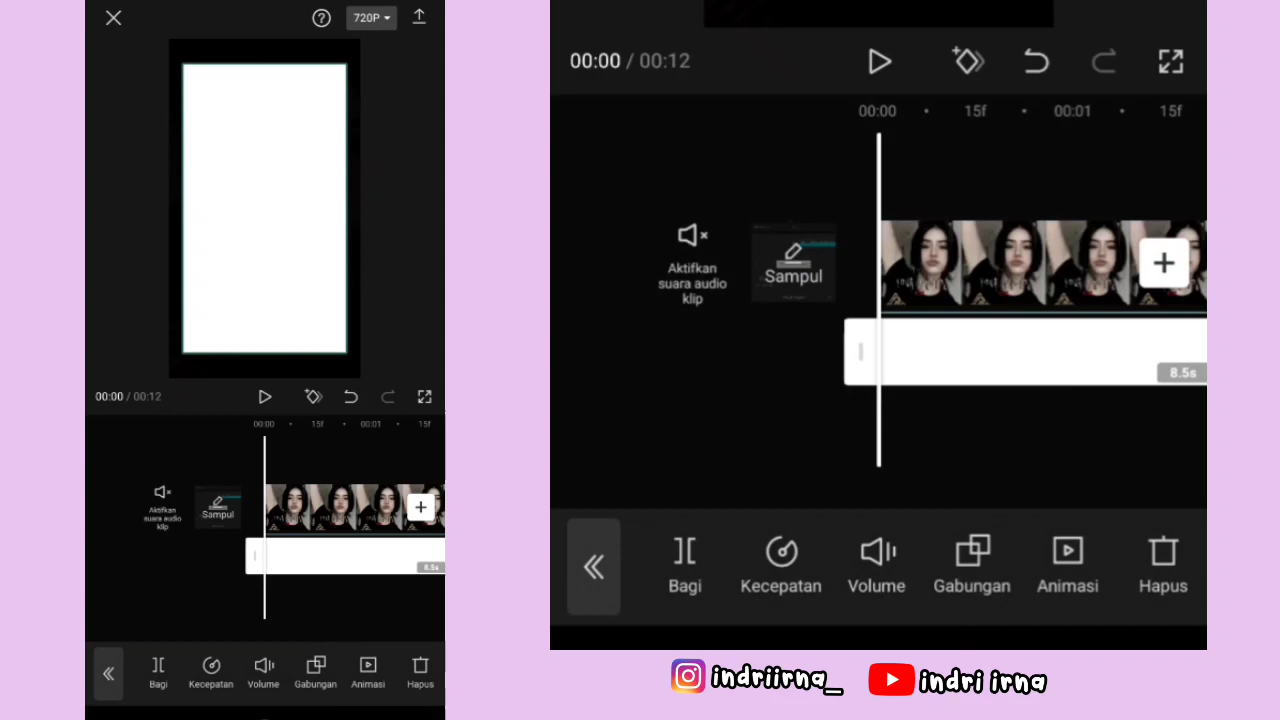 720P
00:00 / 00:12
00:00 15f 00:01 15f
Aktifkan
suara audio
klip
Sampul
8.5s
Bagi Kecepatan Volume Gabungan Animasi Hapus
00:00 / 00:12
00:00 15f 00:01 15f
Aktifkan
suara audio
klip
Sampul
8.5s
Bagi Kecepatan Volume Gabungan Animasi Hapus
indriirna_ indri irna